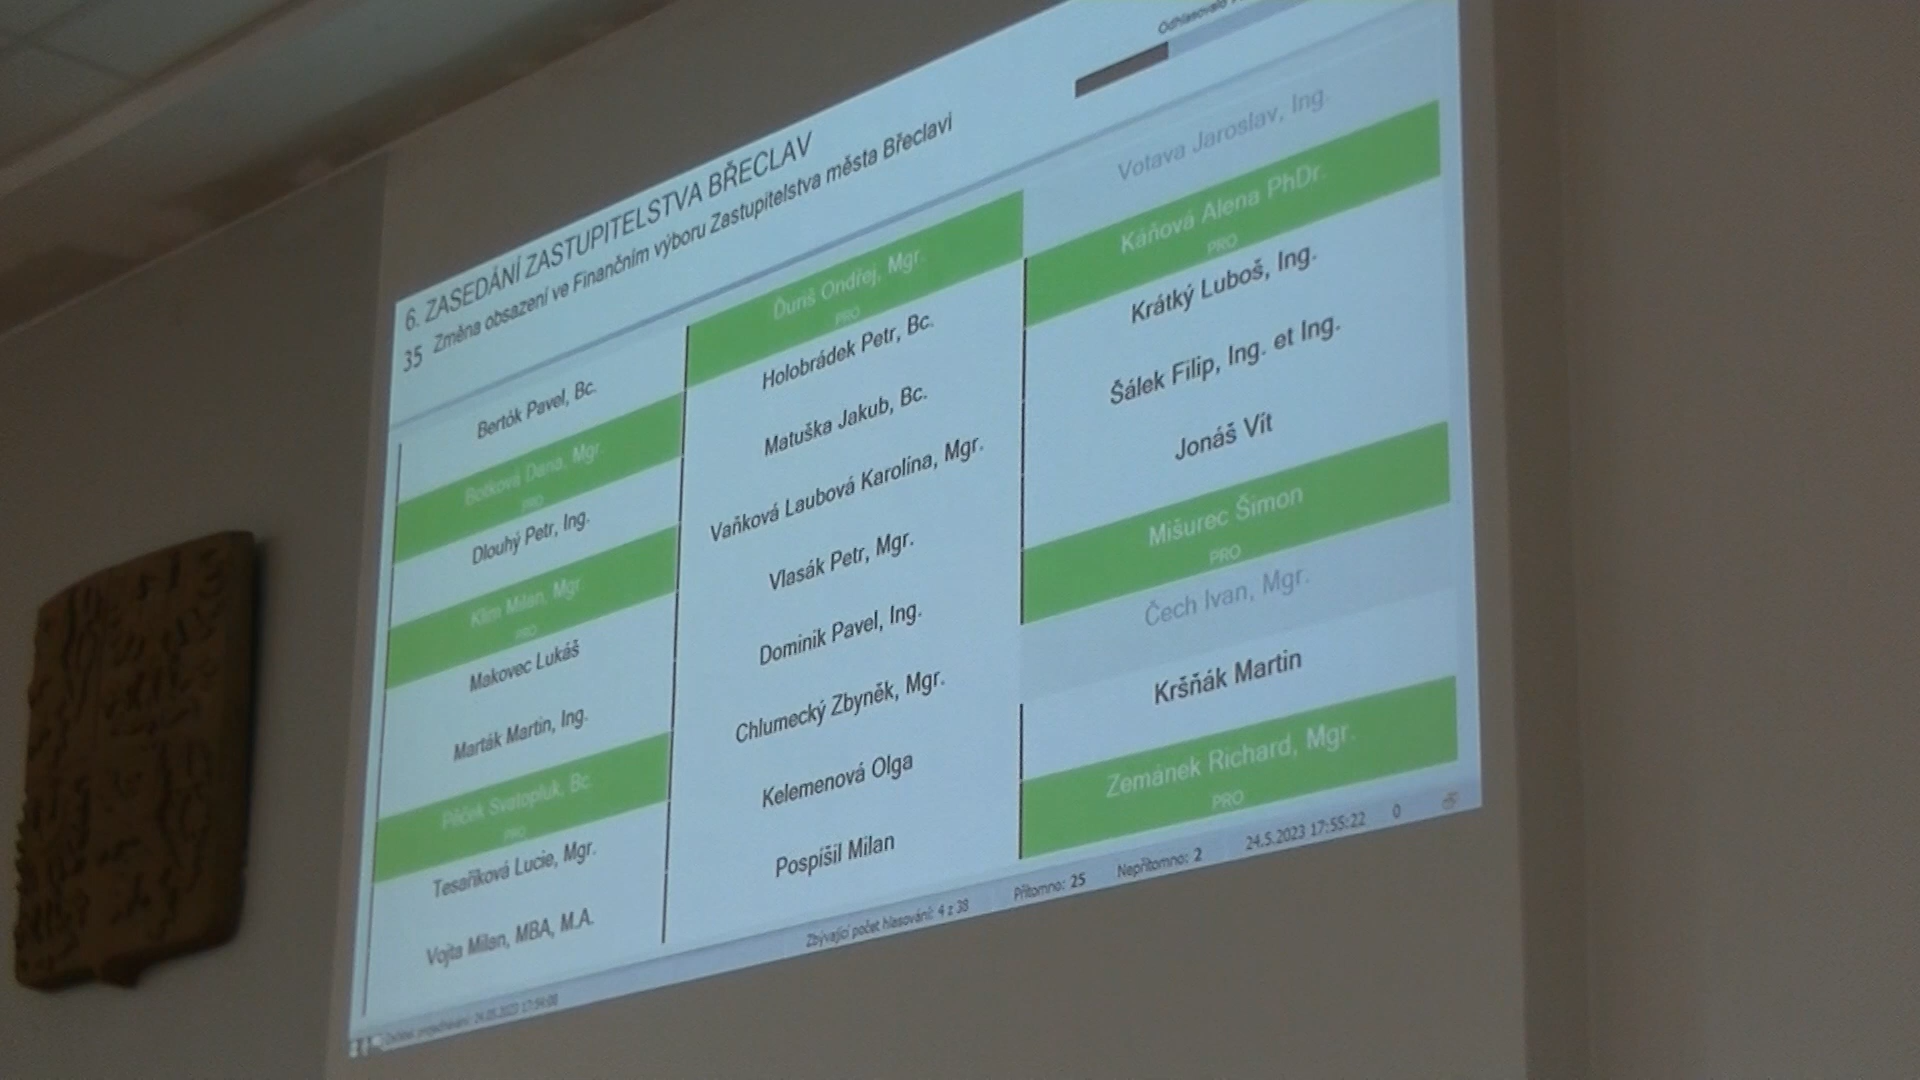 6. ZASEDÁNÍ ZASTUPITELSTVA BŘECLAV
35 Změna obsazení ve Finančním výboru Zastupitelstva města Břeclavi
Bertók Pavel, Bc.
Bočková Dana, Mgr.
PRO
Dlouhý Petr, Ing.
Klim Milan, Mgr.
PRO
Makovec Lukáš
Marták Martin, Ing.
Pěček Svatopluk, Bc.
PRO
Tesaříková Lucie, Mgr.
Vojta Milan, MBA, M.A.
Ďuriš Ondřej, Mgr.
PRO
Holobrádek Petr, Bc.
Matuška Jakub, Bc.
Vaňková Laubová Karolína, Mgr.
Vlasák Petr, Mgr.
Dominik Pavel, Ing.
Chlumecký Zbyněk, Mgr.
Kelemenová Olga
Pospíšil Milan
Votava Jaroslav, Ing.
Káňová Alena PhDr.
PRO
Krátký Luboš, Ing.
Šálek Filip, Ing. et Ing.
Jonáš Vít
Mišurec Šimon
PRO
Čech Ivan, Mgr.
Kršňák Martin
Zemánek Richard, Mgr.
PRO
Zbývající počet hlasování: 4 z 38
Přítomno: 25
Nepřítomno: 2
24.5.2023 17:55:22
0